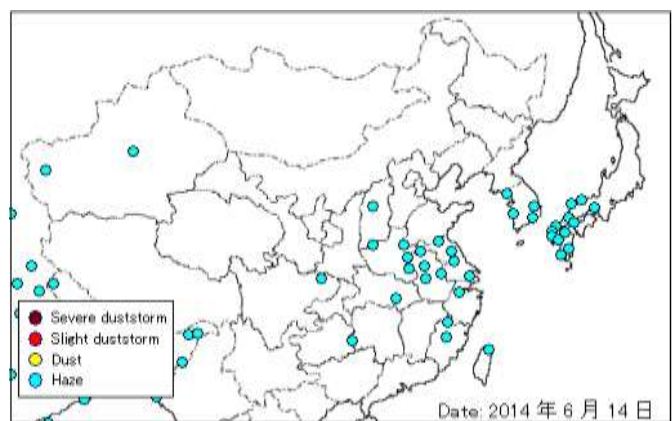 Severe duststorm
Slight duststorm
Dust
Haze
Date: 2014 年 6 月 14 日